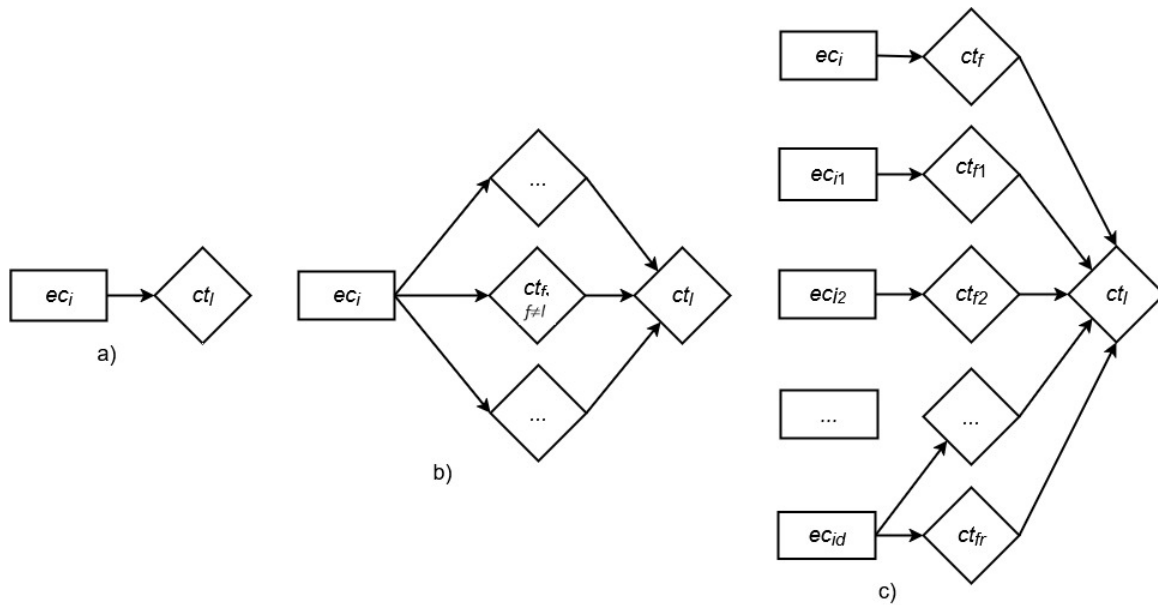 ec_i
ct_l
a)
ec_i
...
ct_f,
f≠l
...
ct_l
b)
ec_i
ct_f
ec_i1
ct_f1
ec_i2
ct_f2
ct_l
...
...
ec_id
ct_fr
c)